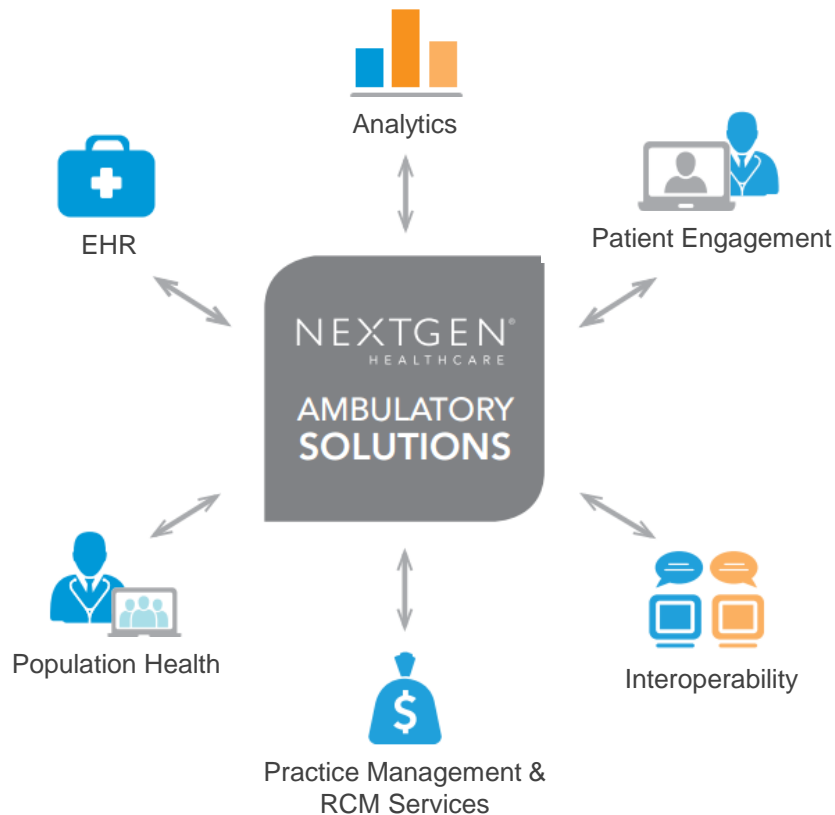 Analytics
EHR
Patient Engagement
NEXTGEN®
HEALTHCARE
AMBULATORY
SOLUTIONS
Population Health
Interoperability
$
Practice Management &
RCM Services